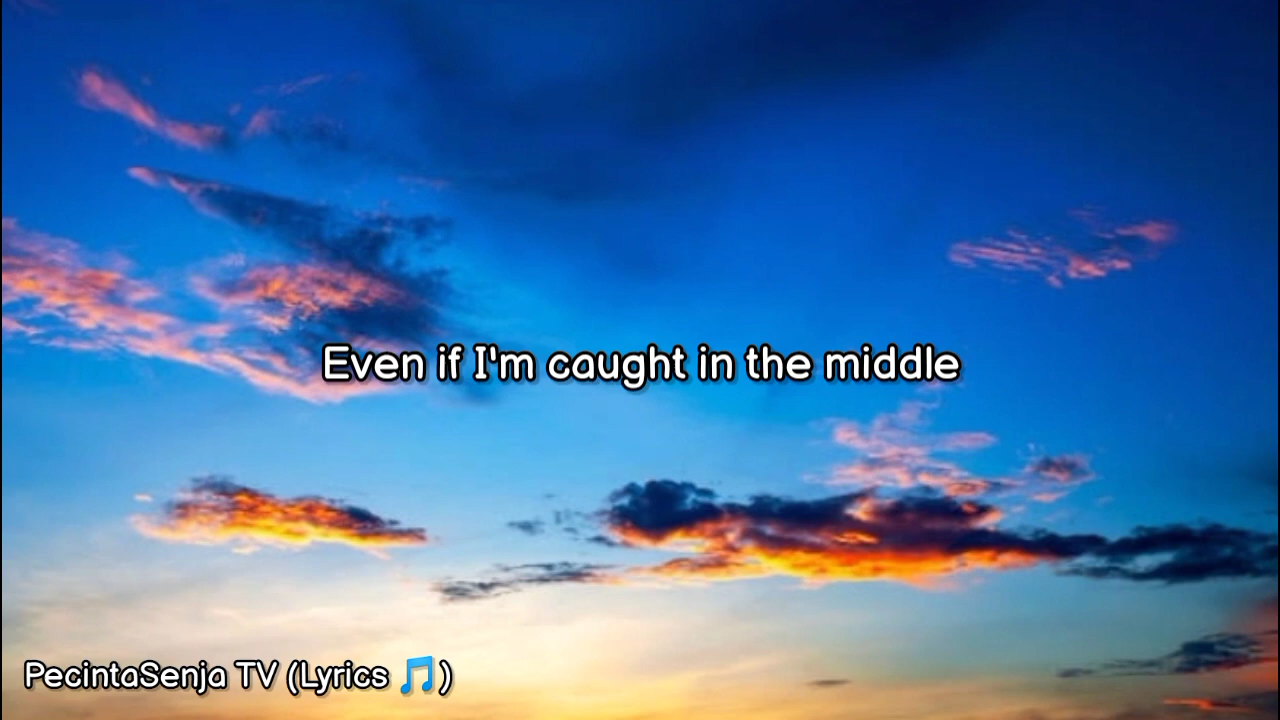 Even if I'm caught in the middle
PecintaSenja TV (Lyrics 🎵)